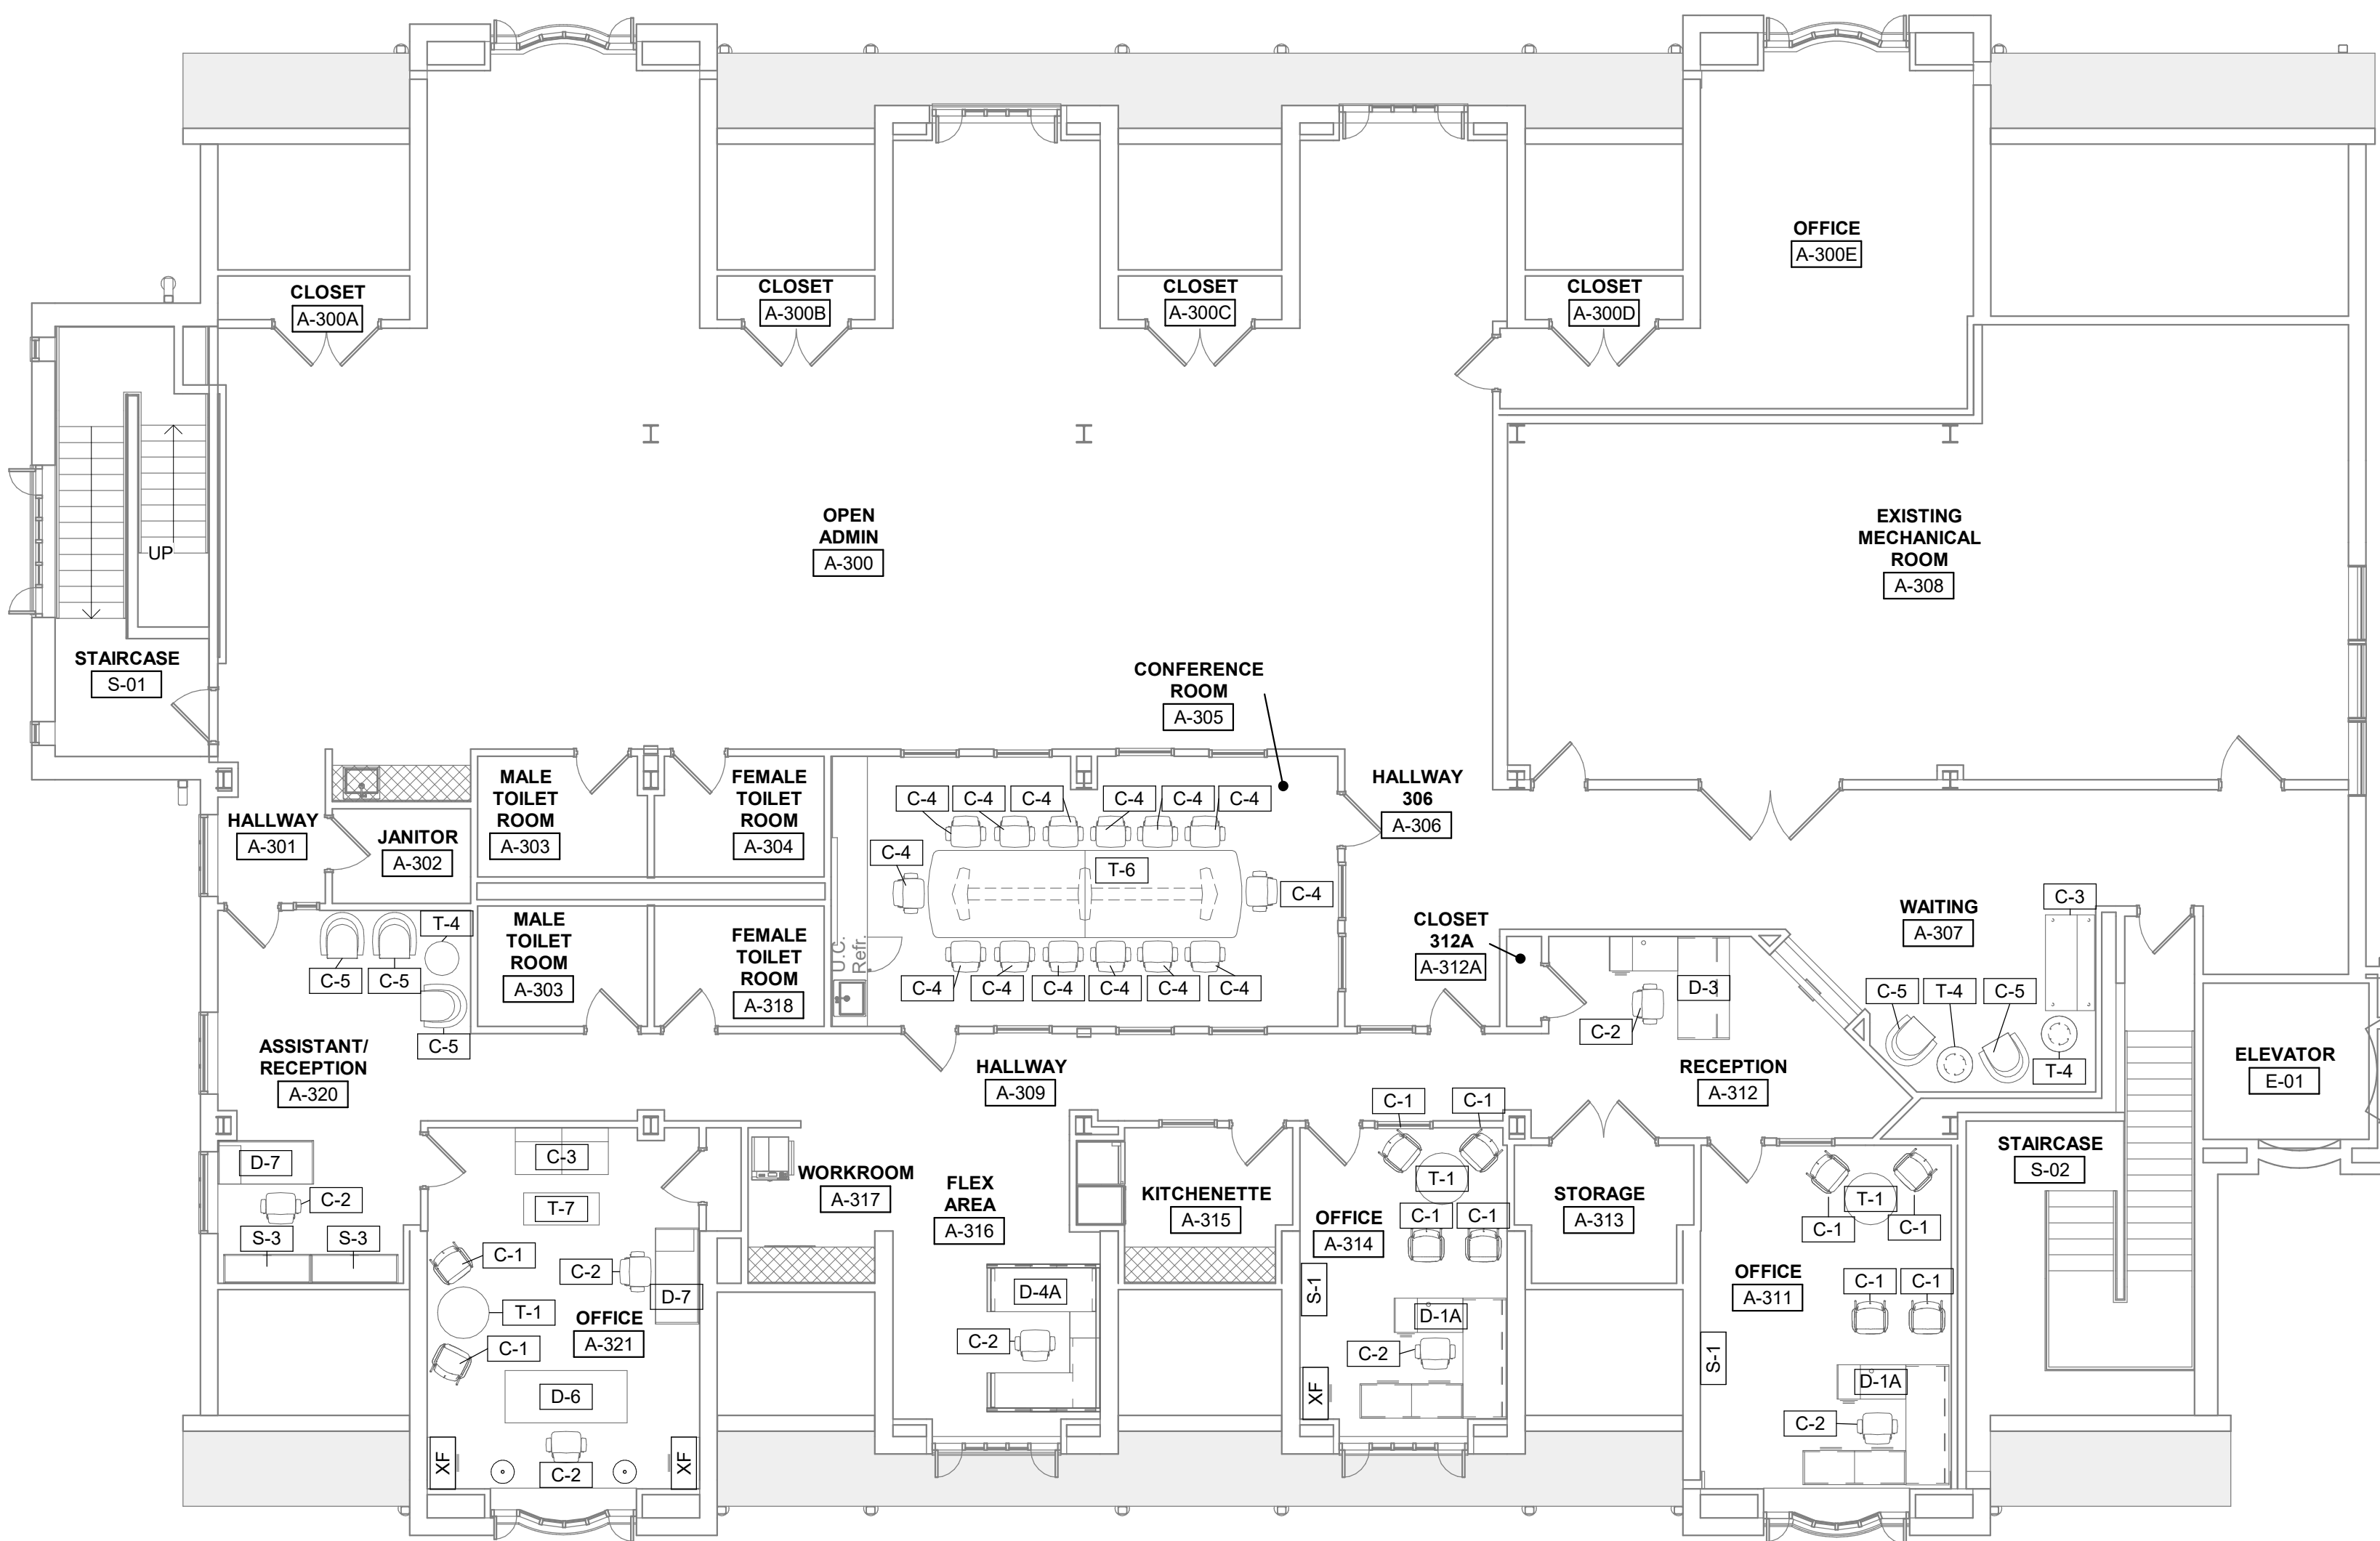 OFFICE
A-300E
CLOSET
A-300A
CLOSET
A-300B
CLOSET
A-300C
CLOSET
A-300D
OPEN
ADMIN
A-300
EXISTING
MECHANICAL
ROOM
A-308
UP
STAIRCASE
S-01
CONFERENCE
ROOM
A-305
HALLWAY
A-301
JANITOR
A-302
MALE
TOILET
ROOM
A-303
FEMALE
TOILET
ROOM
A-304
C-4
C-4
C-4
C-4
C-4
C-4
C-4
T-6
C-4
C-4
C-4
C-4
C-4
C-4
C-4
U.C.
Refr.
HALLWAY
306
A-306
MALE
TOILET
ROOM
A-303
FEMALE
TOILET
ROOM
A-318
T-4
C-5
C-5
C-5
CLOSET
312A
A-312A
D-3
C-2
WAITING
A-307
C-3
C-5
T-4
C-5
T-4
ASSISTANT/
RECEPTION
A-320
HALLWAY
A-309
RECEPTION
A-312
ELEVATOR
E-01
D-7
C-2
S-3
S-3
C-3
T-7
C-1
C-2
D-7
T-1
OFFICE
A-321
C-1
D-6
XF
C-2
XF
WORKROOM
A-317
FLEX
AREA
A-316
D-4A
C-2
KITCHENETTE
A-315
C-1
C-1
T-1
C-1
C-1
OFFICE
A-314
S-1
D-1A
C-2
XF
STORAGE
A-313
T-1
C-1
C-1
OFFICE
A-311
C-1
C-1
S-1
D-1A
C-2
STAIRCASE
S-02